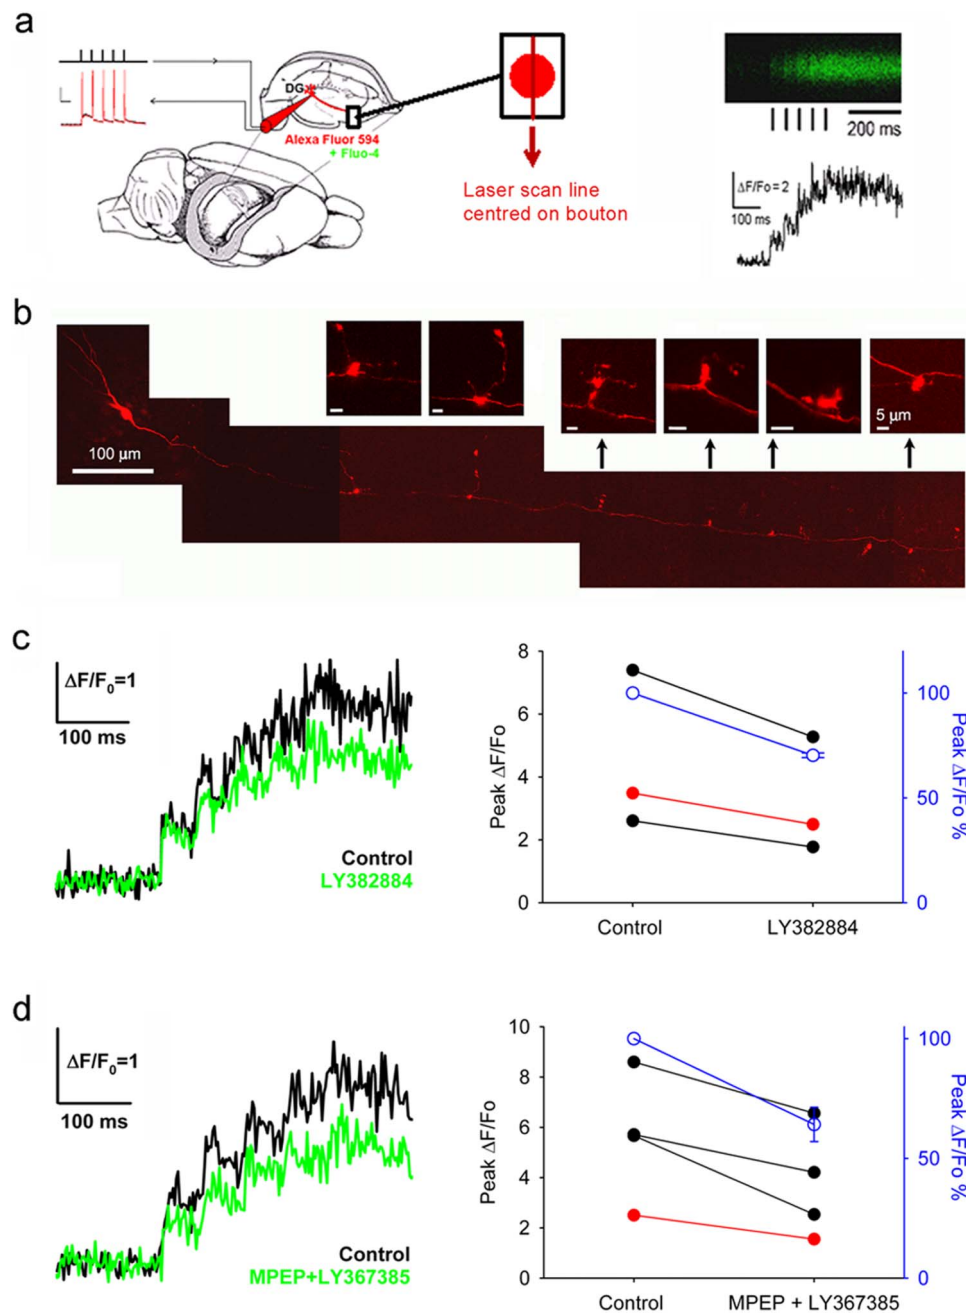 a
DG
Alexa Fluor 594
+ Fluo-4
Laser scan line
centred on bouton
200 ms
ΔF/Fo = 2
100 ms
b
100 μm
5 μm
c
ΔF/F₀=1
100 ms
Control
LY382884
Peak ΔF/Fo
8
6
4
2
0
Control
LY382884
100
50
0
Peak ΔF/Fo %
d
ΔF/F₀=1
100 ms
Control
MPEP+LY367385
Peak ΔF/Fo
10
8
6
4
2
0
Control
MPEP + LY367385
100
50
0
Peak ΔF/Fo %